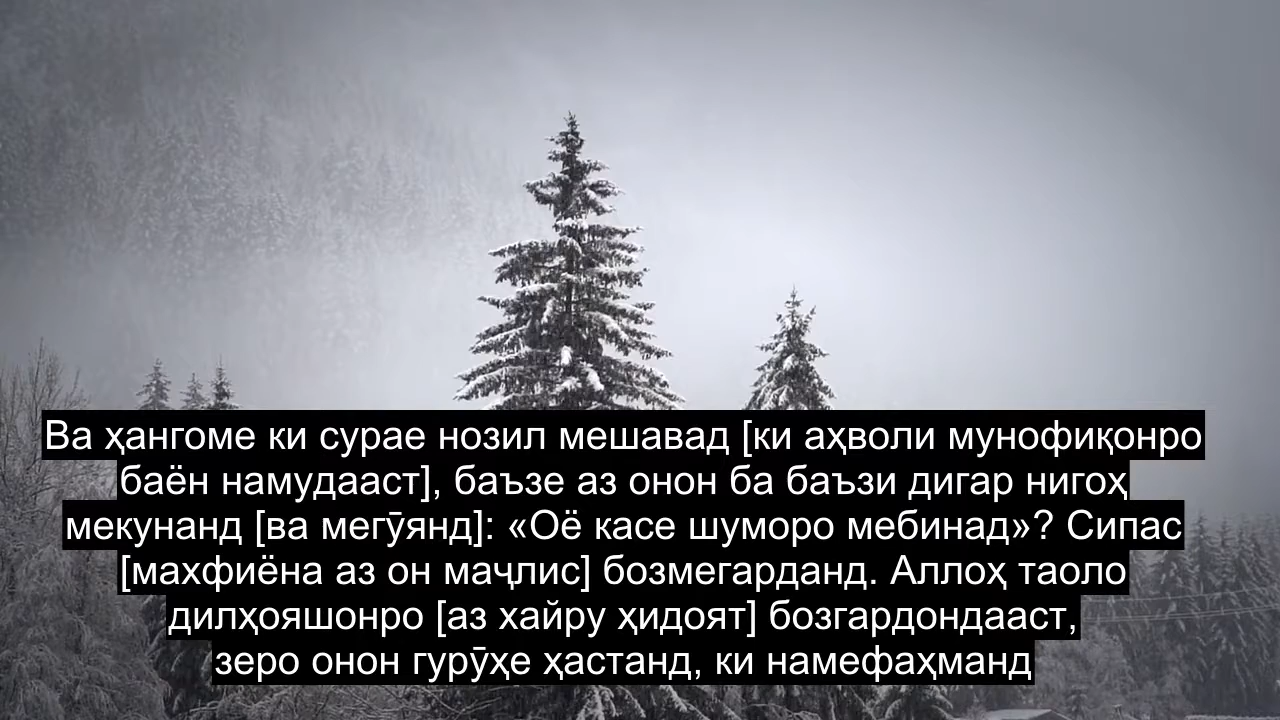 Ва ҳангоме ки сурае нозил мешавад [ки аҳволи мунофиқонро
баён намудааст], баъзе аз онон ба баъзи дигар нигоҳ
мекунанд [ва мегӯянд]: «Оё касе шуморо мебинад»? Сипас
[махфиёна аз он маҷлис] бозмегарданд. Аллоҳ таоло
дилҳояшонро [аз хайру ҳидоят] бозгардондааст,
зеро онон гурӯҳе ҳастанд, ки намефаҳманд